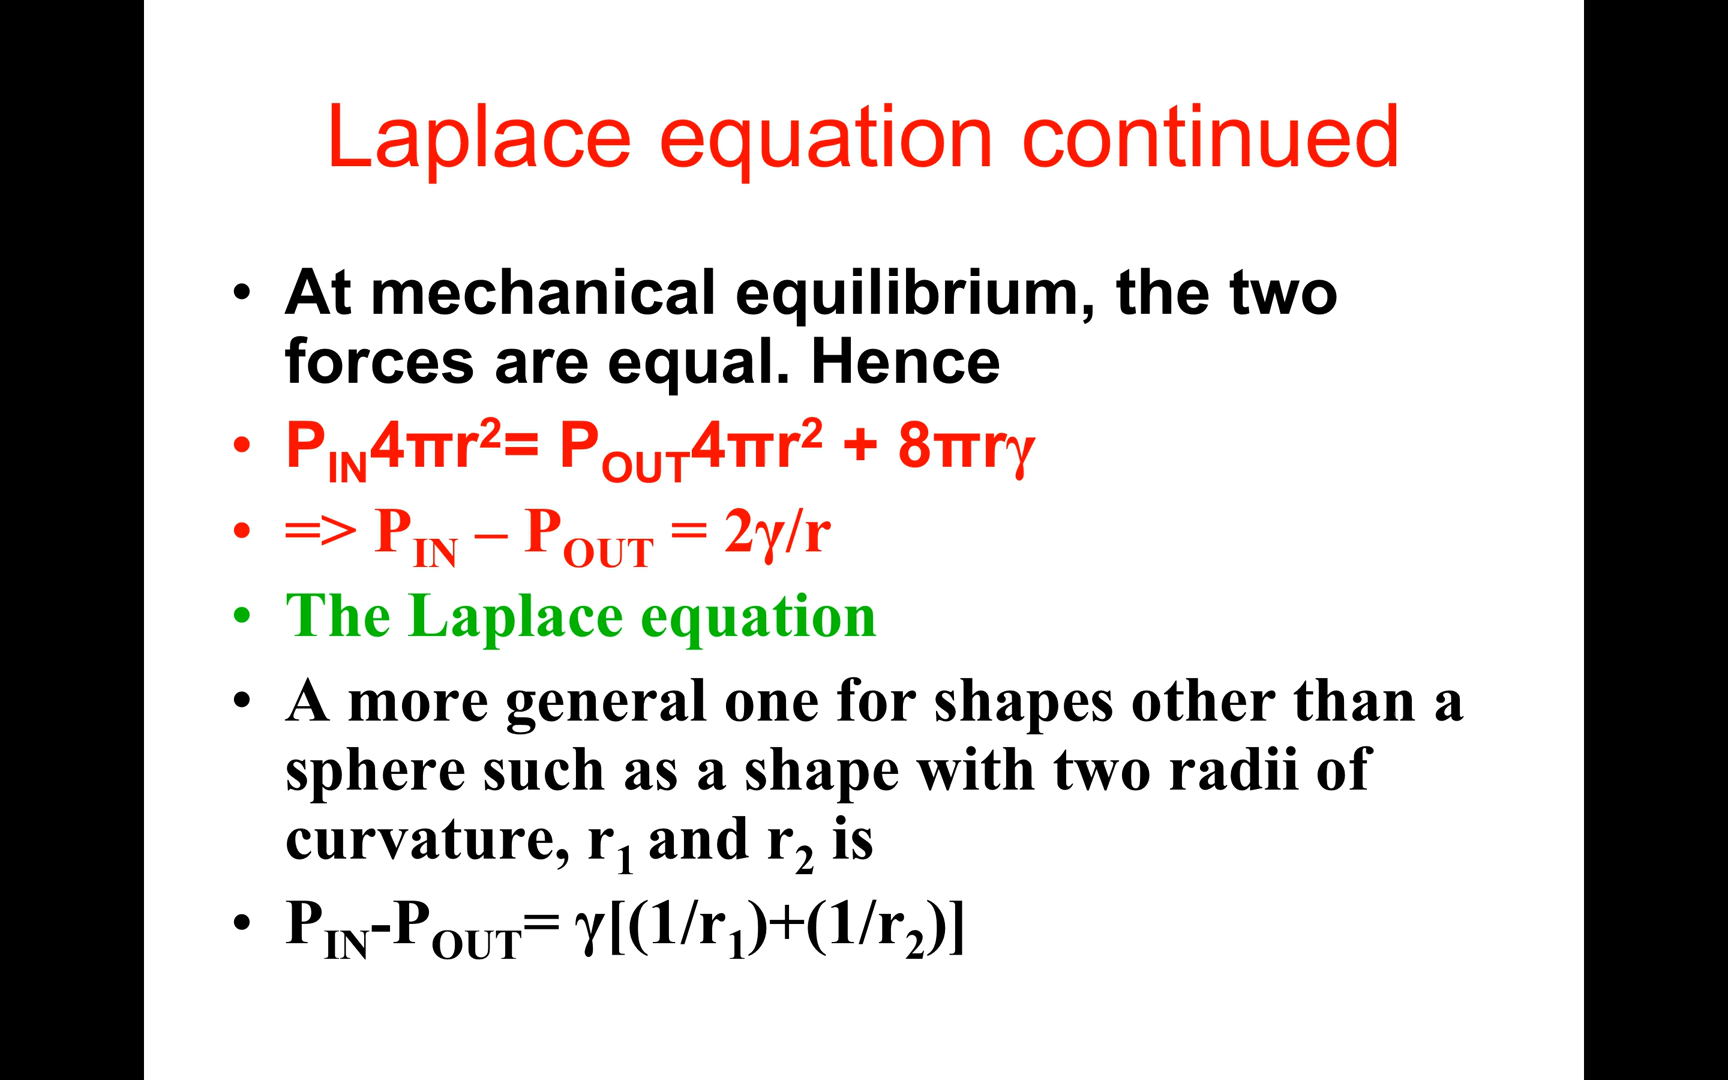 Laplace equation continued
• At mechanical equilibrium, the two
forces are equal. Hence
• P_IN4πr²= P_OUT4πr² + 8πrγ
• => P_IN – P_OUT = 2γ/r
• The Laplace equation
• A more general one for shapes other than a
sphere such as a shape with two radii of
curvature, r₁ and r₂ is
• P_IN-P_OUT= γ[(1/r₁)+(1/r₂)]